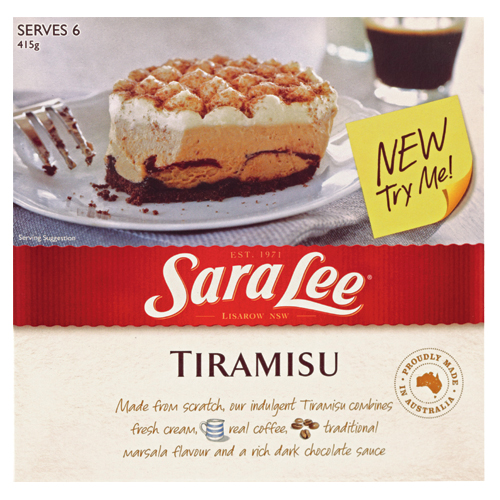 SERVES 6
415g
NEW
Try Me!
Serving Suggestion
EST. 1971
Sara Lee®
LISAROW NSW
TIRAMISU
PROUDLY MADE
IN AUSTRALIA
Made from scratch, our indulgent Tiramisu combines
fresh cream, real coffee, traditional
marsala flavour and a rich dark chocolate sauce